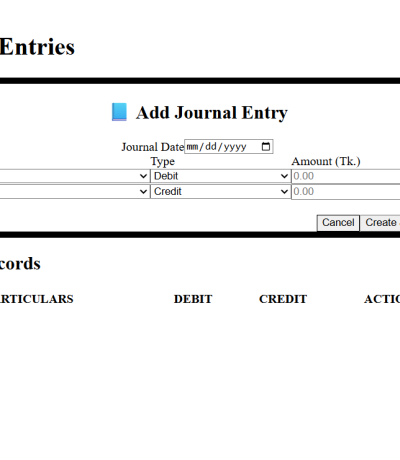 Entries
Add Journal Entry
Journal Date mm/dd/yyyy
Type Amount (Tk.)
Debit 0.00
Credit 0.00
Cancel Create
cords
RTICULARS DEBIT CREDIT ACTIO